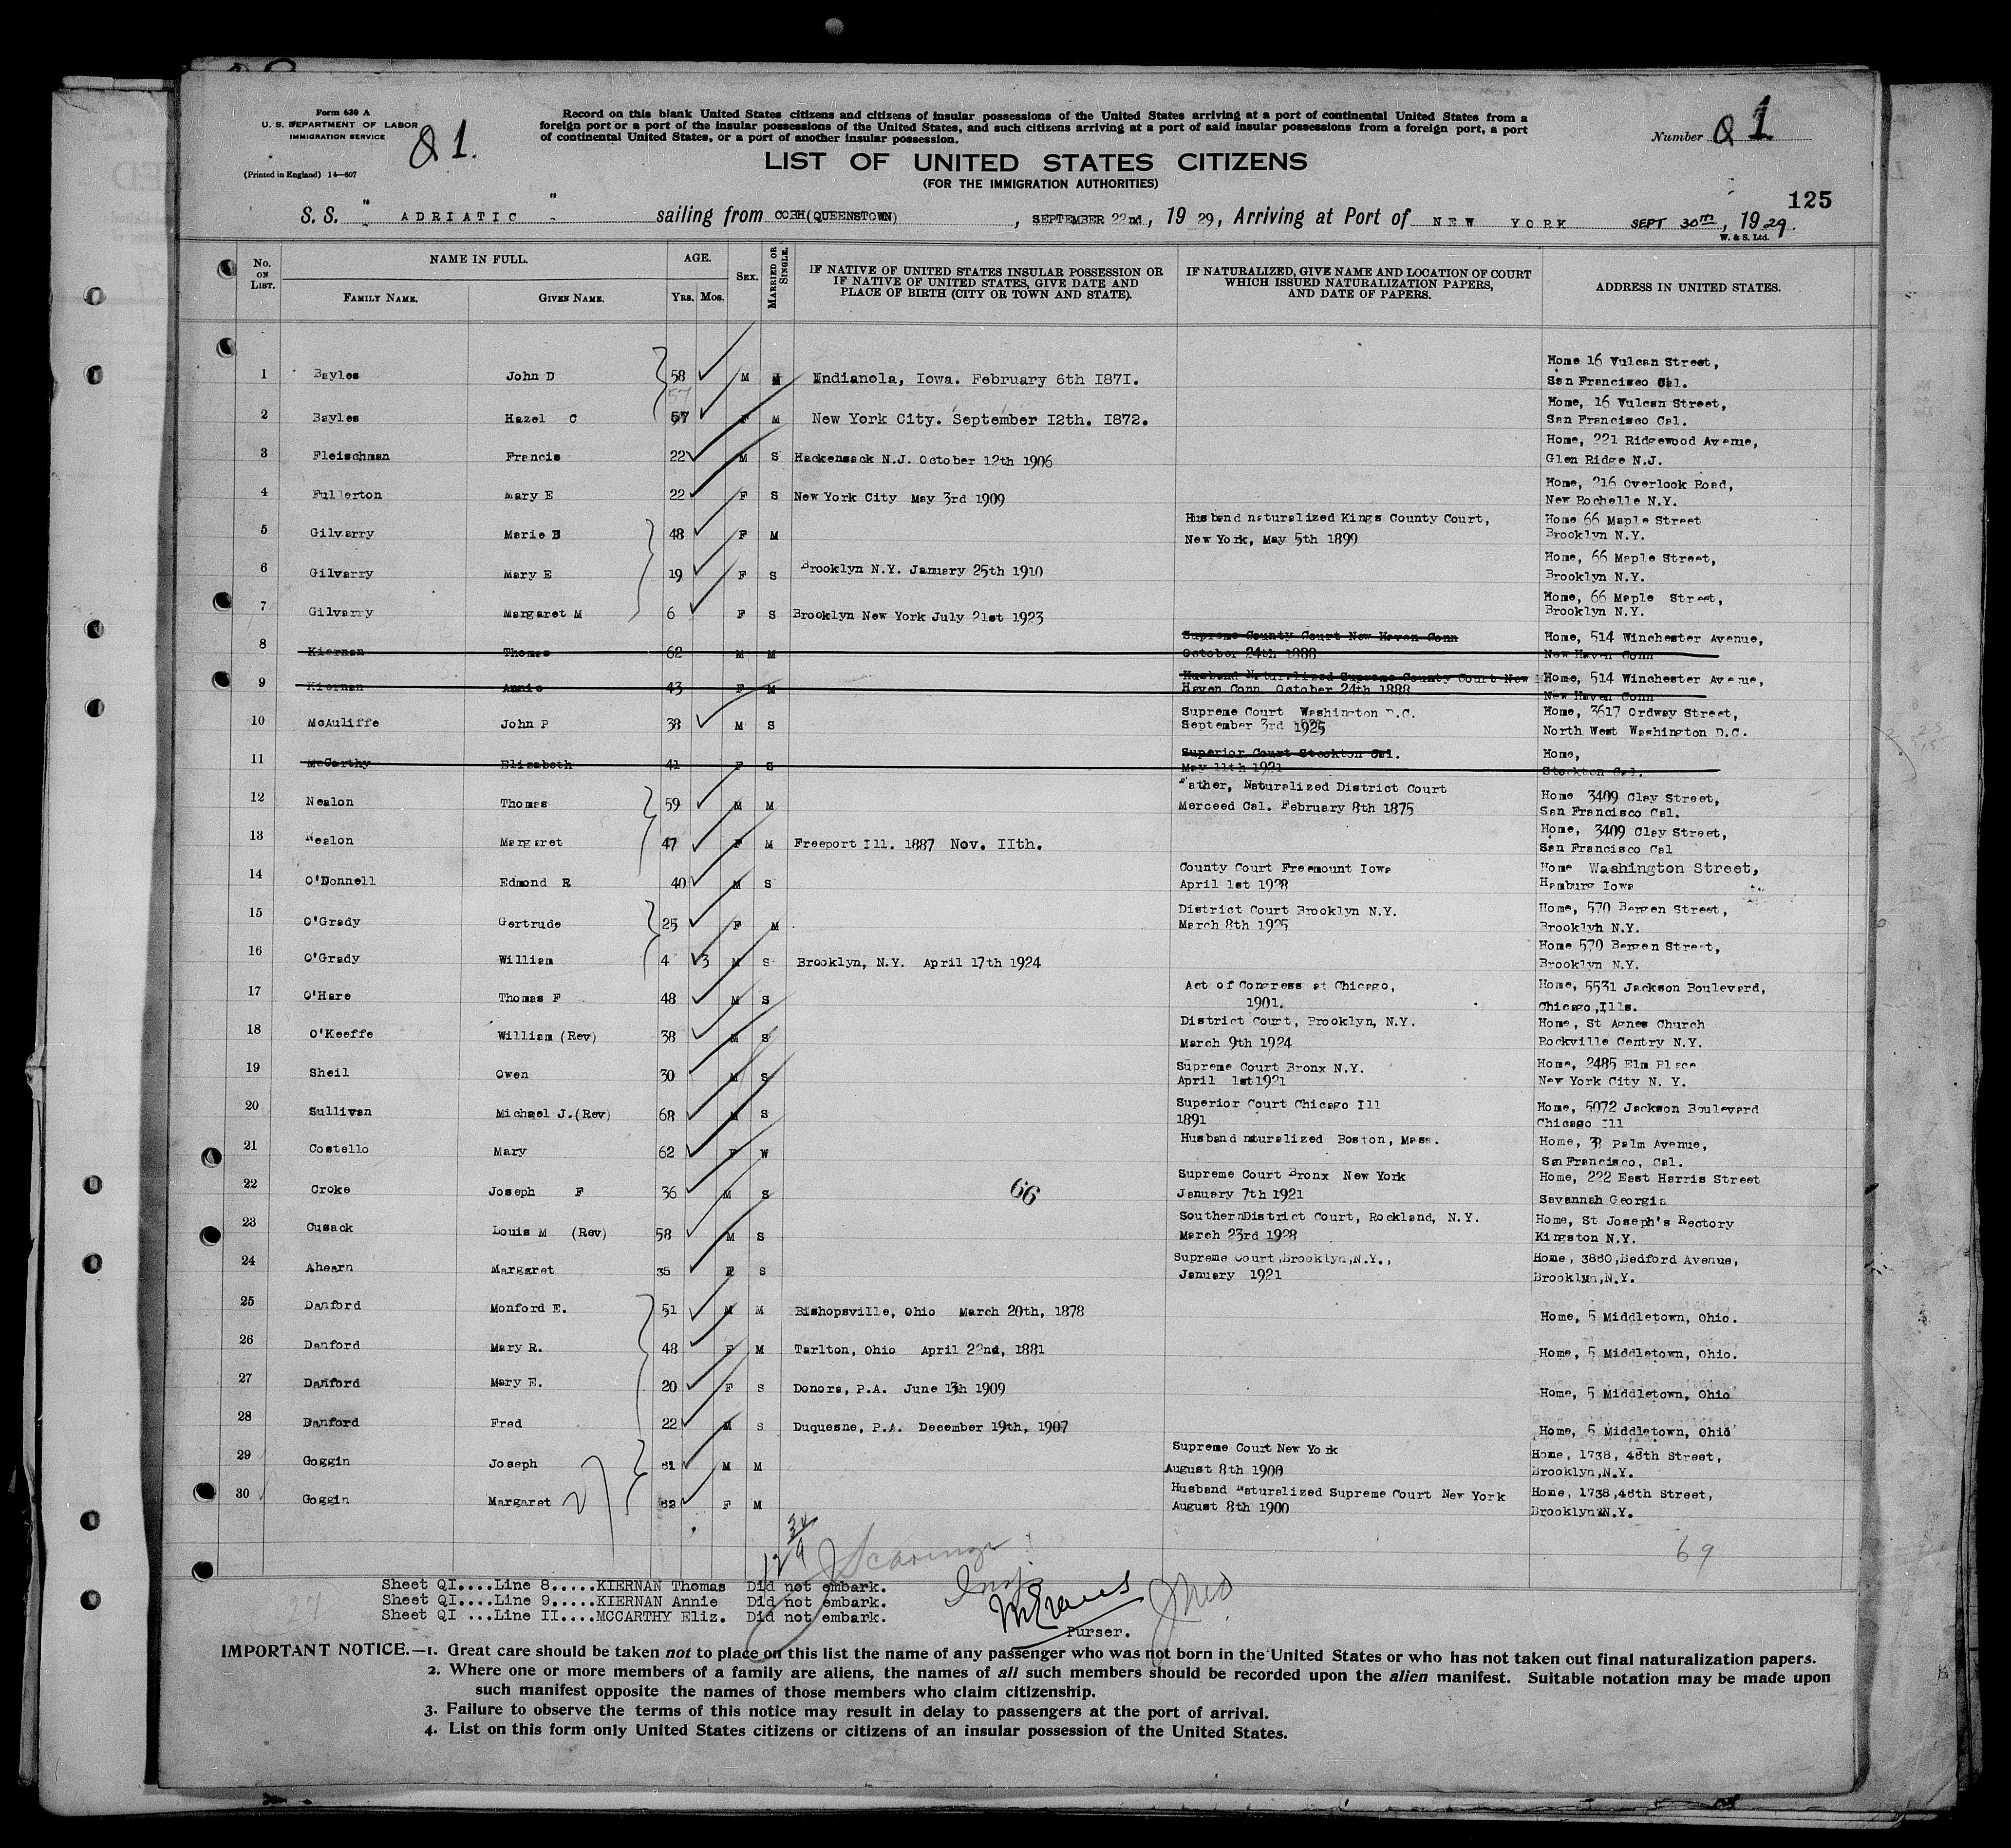 Form 630 A
U. S. DEPARTMENT OF LABOR
IMMIGRATION SERVICE
(Printed in England) 14—607
Q 1.
Record on this blank United States citizens and citizens of insular possessions of the United States arriving at a port of continental United States from a
foreign port or a port of the insular possessions of the United States, and such citizens arriving at a port of said insular possessions from a foreign port, a port
of continental United States, or a port of another insular possession.
Number Q 1
LIST OF UNITED STATES CITIZENS
(FOR THE IMMIGRATION AUTHORITIES)
125
S. S. " ADRIATIC " sailing from COBH(QUEENSTOWN), SEPTEMBER 22nd, 19 29, Arriving at Port of NEW YORK SEPT 30th, 19 29.
W. & S. Ltd.
No. ON LIST. NAME IN FULL. FAMILY NAME. GIVEN NAME. AGE. Yrs. Mos. SEX. MARRIED OR SINGLE. IF NATIVE OF UNITED STATES INSULAR POSSESSION OR IF NATIVE OF UNITED STATES, GIVE DATE AND PLACE OF BIRTH (CITY OR TOWN AND STATE). IF NATURALIZED, GIVE NAME AND LOCATION OF COURT WHICH ISSUED NATURALIZATION PAPERS, AND DATE OF PAPERS. ADDRESS IN UNITED STATES.
1 Bayles John D 58 M M Indianola, Iowa. February 6th 1871. Home 16 Vulcan Street, San Francisco Cal.
57
2 Bayles Hazel C 57 F M New York City. September 12th. 1872. Home, 16 Vulcan Street, San Francisco Cal.
3 Fleischman Francis 22 M S Hackensack N.J. October 12th 1906 Home, 221 Ridgewood Avenue, Glen Ridge N.J.
4 Fullerton Mary E 22 F S New York City May 3rd 1909 Home, 216 Overlook Road, New Rochelle N.Y.
5 Gilvarry Marie E 48 F M Husband naturalized Kings County Court, New York, May 5th 1899 Home 66 Maple Street Brooklyn N.Y.
6 Gilvarry Mary E 19 F S Brooklyn N.Y. January 25th 1910 Home, 66 Maple Street, Brooklyn N.Y.
7 Gilvarry Margaret M 6 F S Brooklyn New York July 21st 1923 Home, 66 Maple Street, Brooklyn N.Y.
8 Kiernan Thomas 62 M M Supreme County Court New Haven Conn October 24th 1888 Home, 514 Winchester Avenue, New Haven Conn
9 Kiernan Annie 43 F M Husband Naturalized Supreme County Court New Haven Conn October 24th 1888 Home, 514 Winchester Avenue, New Haven Conn
10 McAuliffe John P 38 M S Supreme Court Washington D.C. September 3rd 1925 Home, 3617 Ordway Street, North West Washington D.C.
11 McCarthy Elizabeth 41 F S Superior Court Stockton Cal. May 11th 1921 Home, Stockton Cal.
12 Nealon Thomas 59 M M Father, Naturalized District Court Merceed Cal. February 8th 1875 Home 3409 Clay Street, San Francisco Cal.
13 Nealon Margaret 47 F M Freeport Ill. 1887 Nov. IIth. Home, 3409 Clay Street, San Francisco Cal
14 O'Donnell Edmond R 40 M S County Court Freemount Iowa April 1st 1928 Home Washington Street, Hamburg Iowa
15 O'Grady Gertrude 25 F M District Court Brooklyn N.Y. March 8th 1925 Home, 570 Bergen Street, Brooklyn N.Y.
16 O'Grady William 4 3 M S Brooklyn, N.Y. April 17th 1924 Home 570 Bergen Street, Brooklyn N.Y.
17 O'Hare Thomas F 48 M S Act of Congress at Chicago, 1901. Home, 5531 Jackson Boulevard, Chicago,Ills.
18 O'Keeffe William (Rev) 38 M S District Court, Brooklyn, N.Y. March 9th 1924 Home, St Agnes Church Rockville Centry N.Y.
19 Sheil Owen 30 M S Supreme Court Bronx N.Y. April 1st1921 Home, 2485 Elm Place New York City N. Y.
20 Sullivan Michael J.(Rev) 68 M S Superior Court Chicago Ill 1891 Home, 5072 Jackson Boulevard Chicago Ill
21 Costello Mary 62 F W Husband nturalized Boston, Mass. Home, 38 Palm Avenue, San Francisco, Cal.
22 Croke Joseph F 36 M S Supreme Court Bronx New York January 7th 1921 Home, 222 East Harris Street Savannah Georgia
66
23 Cusack Louis M (Rev) 58 M S SouthernDistrict Court, Rockland, N.Y. March 23rd 1928 Home, St Joseph's Rectory Kingston N.Y.
24 Ahearn Margaret 35 F S Supreme Court,Brooklyn,N.Y., January 1921 Home, 3860,Bedford Avenue, Brooklyn,N.Y.
25 Danford Monford E. 51 M M Bishopsville, Ohio March 20th, 1878 Home, 5 Middletown, Ohio.
26 Danford Mary R. 48 F M Tarlton, Ohio April 22nd, 1881 Home, 5 Middletown, Ohio.
27 Danford Mary E. 20 F S Donora, P.A. June 13h 1909 Home, 5 Middletown, Ohio
28 Danford Fred 22 M S Duquesne, P.A. December 19th, 1907 Home, 5 Middletown, Ohio
29 Goggin Joseph 61 M M Supreme Court New York August 8th 1900 Home, 1738, 46th Street, Brooklyn,N.Y.
30 Goggin Margaret 62 F M Husband Naturalized Supreme Court New York August 8th 1900 Home, 1738,46th Street, Brooklyn N.Y.
27
69
Sheet QI....Line 8.....KIERNAN Thomas Did not embark.
Sheet QI....Line 9.....KIERNAN Annie Did not embark.
Sheet QI ...Line II....MCCARTHY Eliz. Did not embark.
Insp
Purser.
IMPORTANT NOTICE.—1. Great care should be taken not to place on this list the name of any passenger who was not born in the United States or who has not taken out final naturalization papers.
2. Where one or more members of a family are aliens, the names of all such members should be recorded upon the alien manifest. Suitable notation may be made upon
such manifest opposite the names of those members who claim citizenship.
3. Failure to observe the terms of this notice may result in delay to passengers at the port of arrival.
4. List on this form only United States citizens or citizens of an insular possession of the United States.